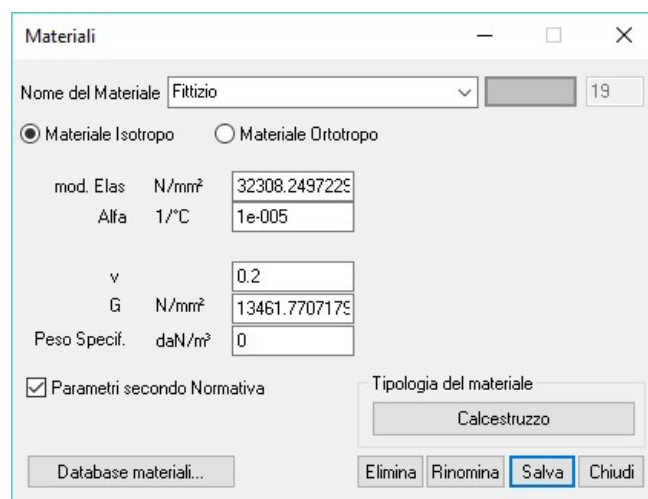 Materiali
Nome del Materiale Fittizio 19
Materiale Isotropo Materiale Ortotropo
mod. Elas N/mm² 32308.2497229
Alfa 1/°C 1e-005
v 0.2
G N/mm² 13461.7707179
Peso Specif. daN/m³ 0
Parametri secondo Normativa
Tipologia del materiale
Calcestruzzo
Database materiali... Elimina Rinomina Salva Chiudi